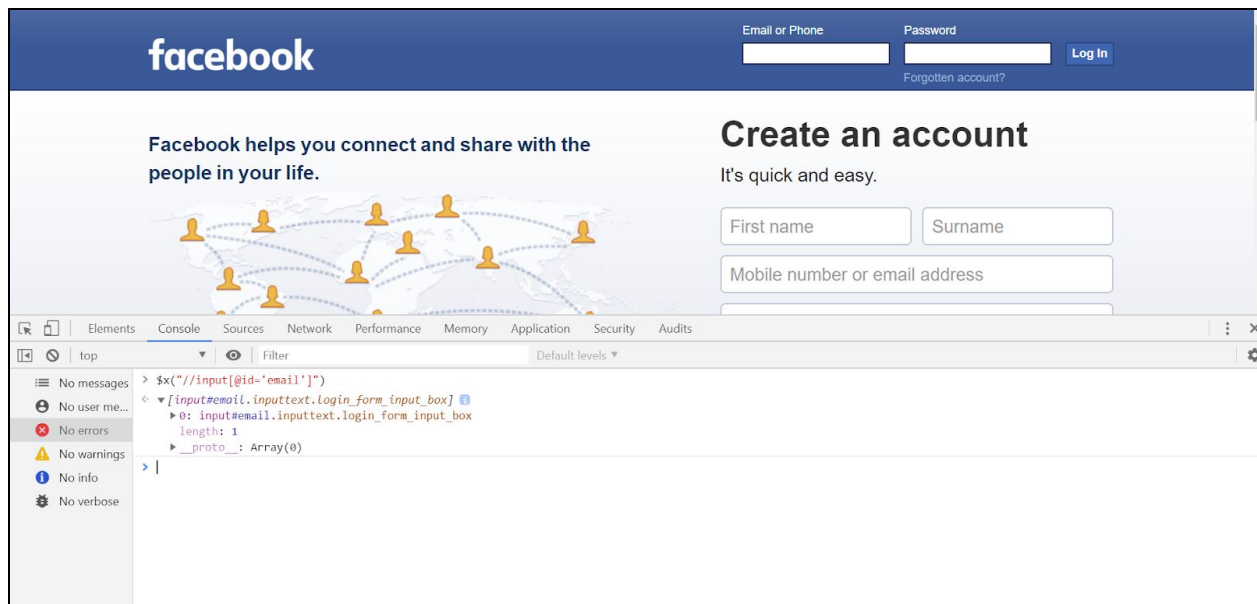 facebook
Email or Phone
Password
Log In
Forgotten account?
Facebook helps you connect and share with the
people in your life.
Create an account
It's quick and easy.
First name
Surname
Mobile number or email address
Elements Console Sources Network Performance Memory Application Security Audits
top Filter Default levels
No messages
No user me...
No errors
No warnings
No info
No verbose
> $x("//input[@id='email']")
[input#email.inputtext.login_form_input_box]
0: input#email.inputtext.login_form_input_box
length: 1
__proto__: Array(0)
>